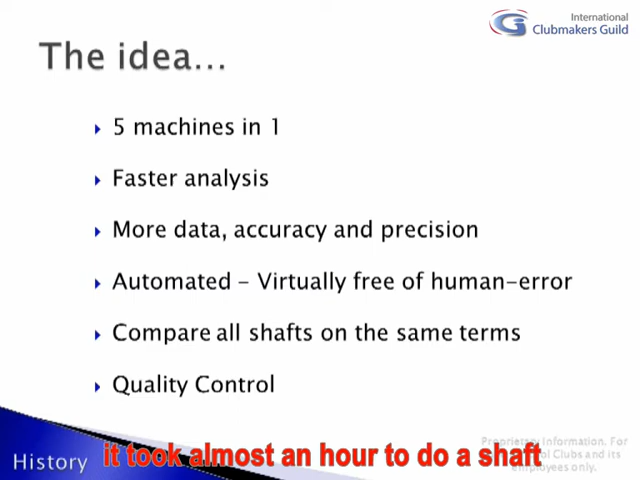 International
Clubmakers Guild
The idea...
5 machines in 1
Faster analysis
More data, accuracy and precision
Automated – Virtually free of human-error
Compare all shafts on the same terms
Quality Control
Proprietary Information. For
ol Clubs and its
employees only.
History
it took almost an hour to do a shaft